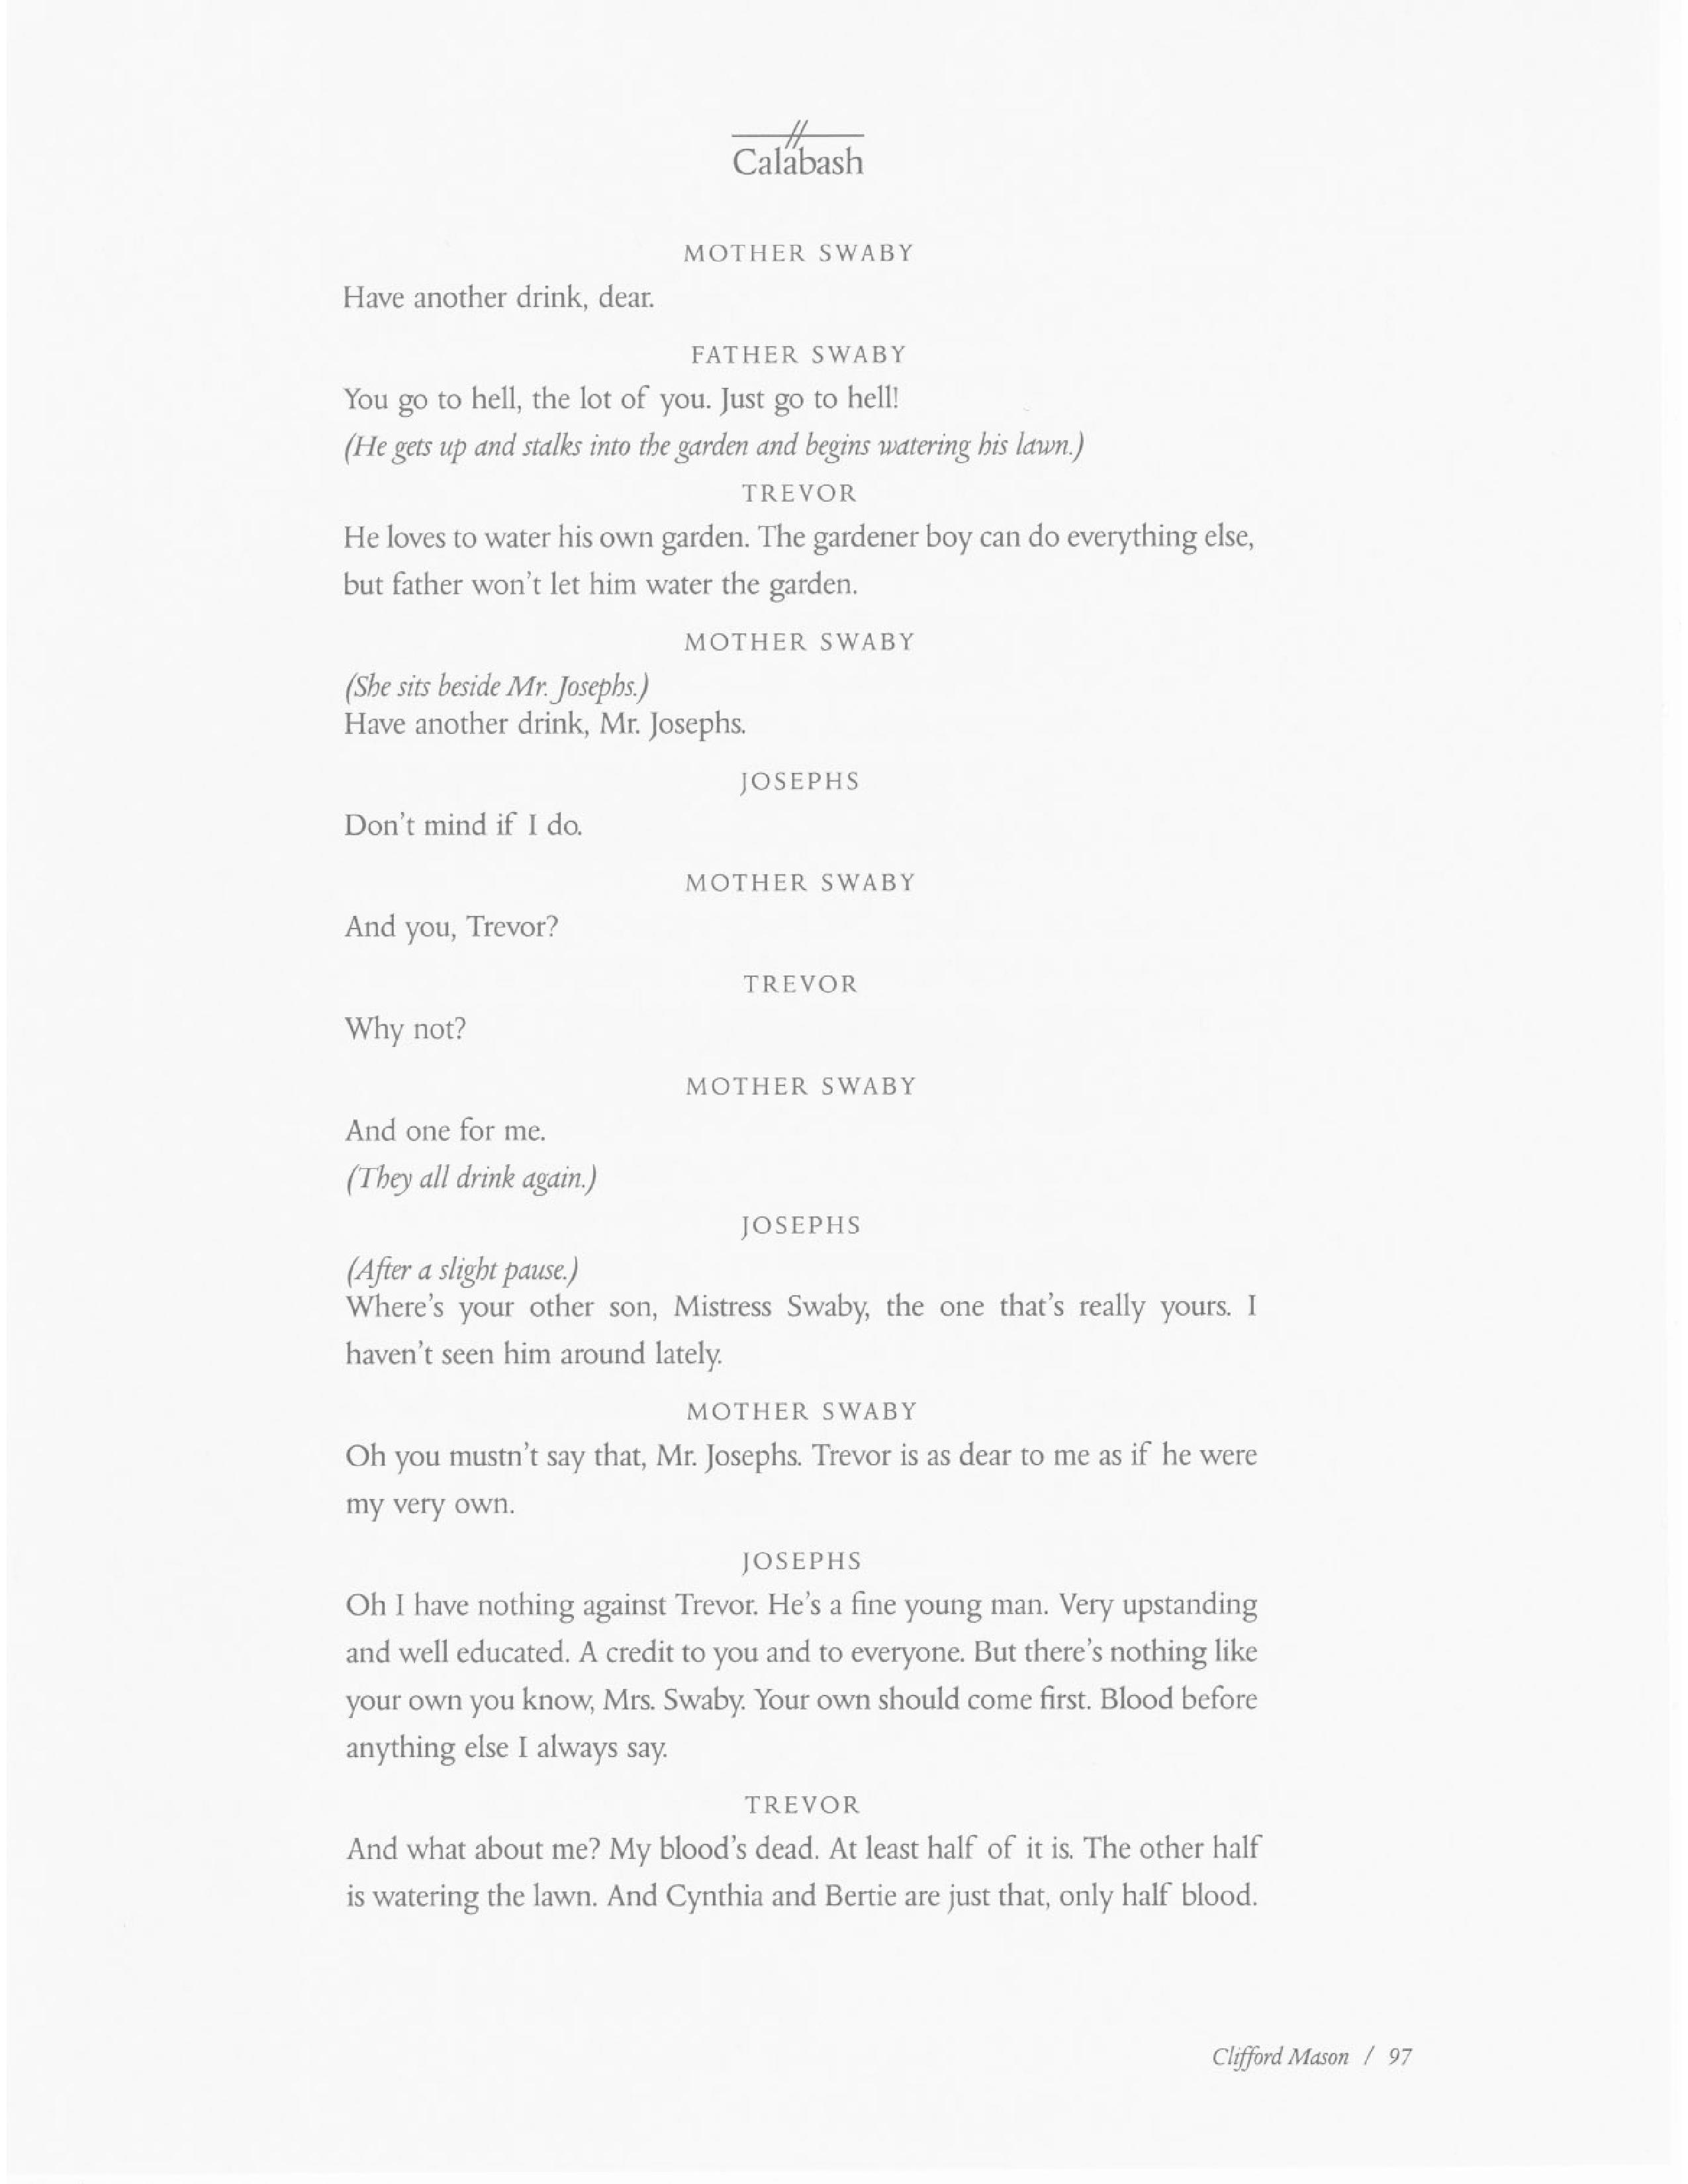 Calabash
MOTHER SWABY
Have another drink, dear.
FATHER SWABY
You go to hell, the lot of you. Just go to hell!
(He gets up and stalks into the garden and begins watering his lawn.)
TREVOR
He loves to water his own garden. The gardener boy can do everything else,
but father won't let him water the garden.
MOTHER SWABY
(She sits beside Mr. Josephs.)
Have another drink, Mr. Josephs.
JOSEPHS
Don't mind if I do.
MOTHER SWABY
And you, Trevor?
TREVOR
Why not?
MOTHER SWABY
And one for me.
(They all drink again.)
JOSEPHS
(After a slight pause.)
Where's your other son, Mistress Swaby, the one that's really yours. I
haven't seen him around lately.
MOTHER SWABY
Oh you mustn't say that, Mr. Josephs. Trevor is as dear to me as if he were
my very own.
JOSEPHS
Oh I have nothing against Trevor. He's a fine young man. Very upstanding
and well educated. A credit to you and to everyone. But there's nothing like
your own you know, Mrs. Swaby. Your own should come first. Blood before
anything else I always say.
TREVOR
And what about me? My blood's dead. At least half of it is. The other half
is watering the lawn. And Cynthia and Bertie are just that, only half blood.
Clifford Mason / 97